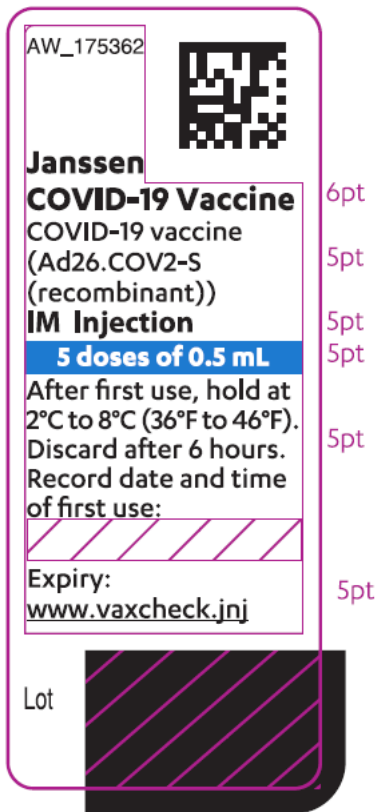 AW_175362
Janssen
COVID-19 Vaccine
6pt
COVID-19 vaccine
(Ad26.COV2-S
5pt
(recombinant))
IM Injection
5pt
5 doses of 0.5 mL
5pt
After first use, hold at
2°C to 8°C (36°F to 46°F).
Discard after 6 hours.
5pt
Record date and time
of first use:
Expiry:
5pt
www.vaxcheck.jnj
Lot